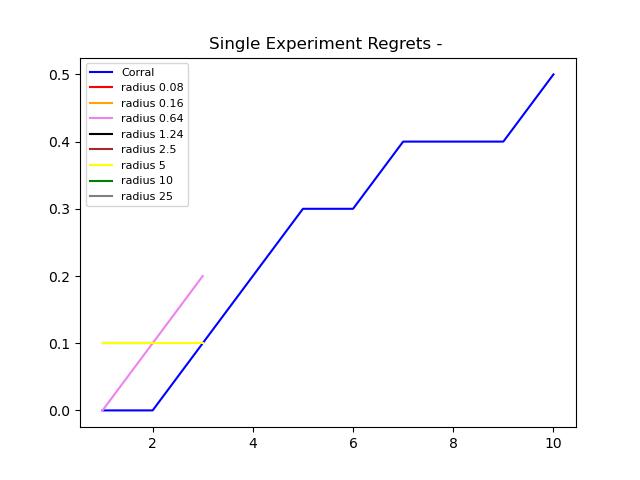 Single Experiment Regrets -
0.5
0.4
0.3
0.2
0.1
0.0
Corral
radius 0.08
radius 0.16
radius 0.64
radius 1.24
radius 2.5
radius 5
radius 10
radius 25
2 4 6 8 10